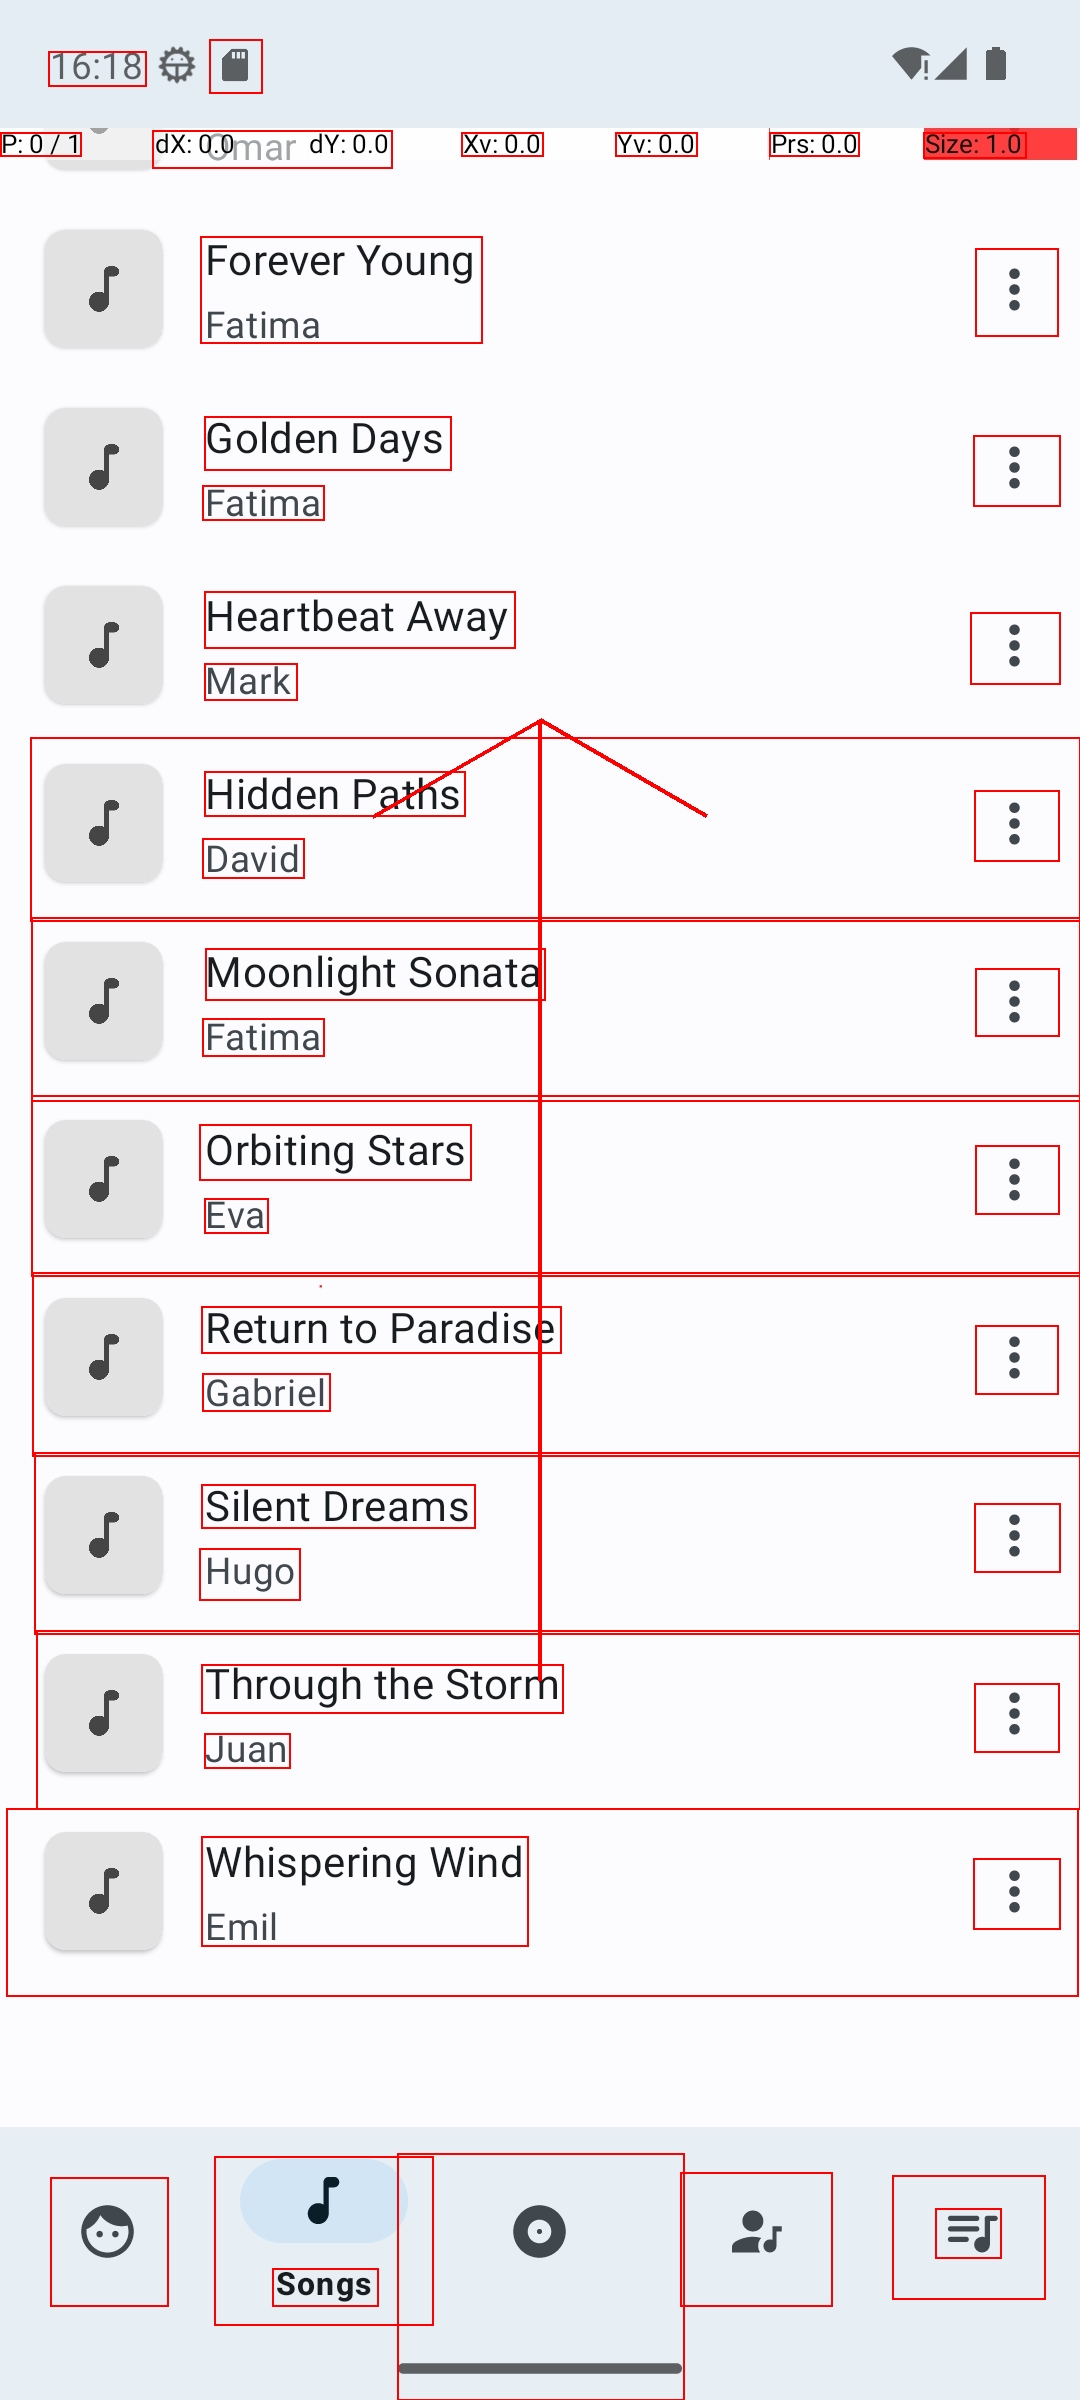 16:18
P: 0 / 1 dX: 0.0 Omar dY: 0.0 Xv: 0.0 Yv: 0.0 Prs: 0.0 Size: 1.0
Forever Young
Fatima
Golden Days
Fatima
Heartbeat Away
Mark
Hidden Paths
David
Moonlight Sonata
Fatima
Orbiting Stars
Eva
Return to Paradise
Gabriel
Silent Dreams
Hugo
Through the Storm
Juan
Whispering Wind
Emil
Songs